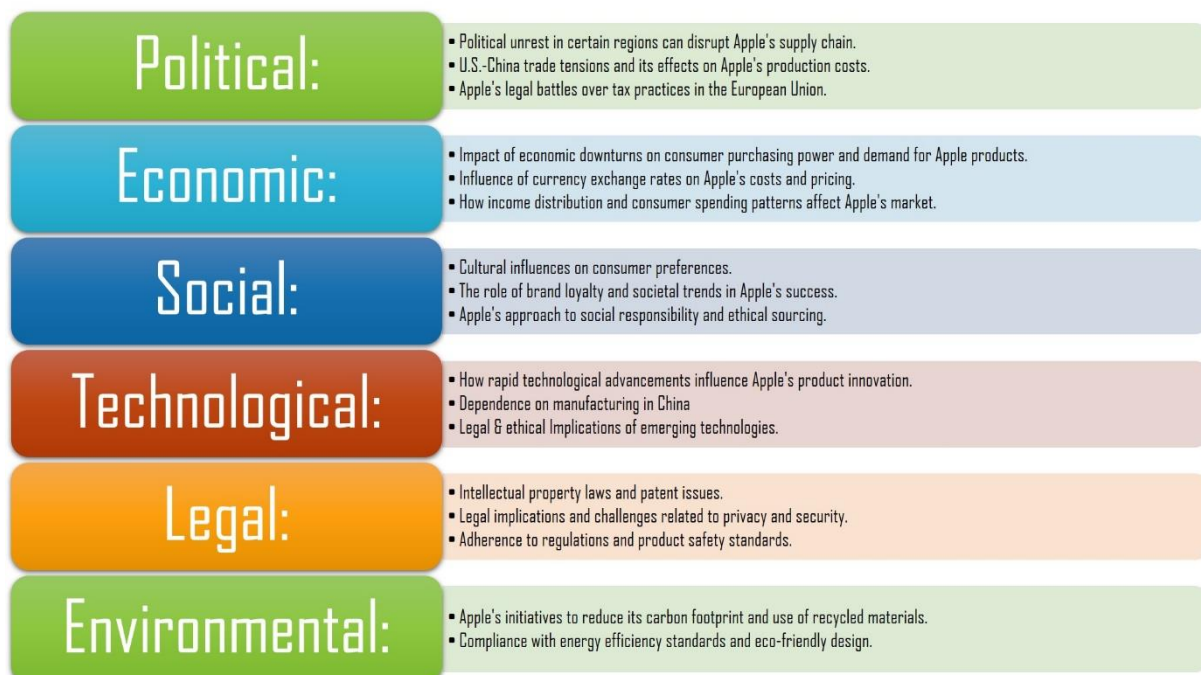 Political:
▪ Political unrest in certain regions can disrupt Apple's supply chain.
▪ U.S.-China trade tensions and its effects on Apple's production costs.
▪ Apple's legal battles over tax practices in the European Union.
Economic:
▪ Impact of economic downturns on consumer purchasing power and demand for Apple products.
▪ Influence of currency exchange rates on Apple's costs and pricing.
▪ How income distribution and consumer spending patterns affect Apple's market.
Social:
▪ Cultural influences on consumer preferences.
▪ The role of brand loyalty and societal trends in Apple's success.
▪ Apple's approach to social responsibility and ethical sourcing.
Technological:
▪ How rapid technological advancements influence Apple's product innovation.
▪ Dependence on manufacturing in China
▪ Legal & ethical Implications of emerging technologies.
Legal:
▪ Intellectual property laws and patent issues.
▪ Legal implications and challenges related to privacy and security.
▪ Adherence to regulations and product safety standards.
Environmental:
▪ Apple's initiatives to reduce its carbon footprint and use of recycled materials.
▪ Compliance with energy efficiency standards and eco-friendly design.